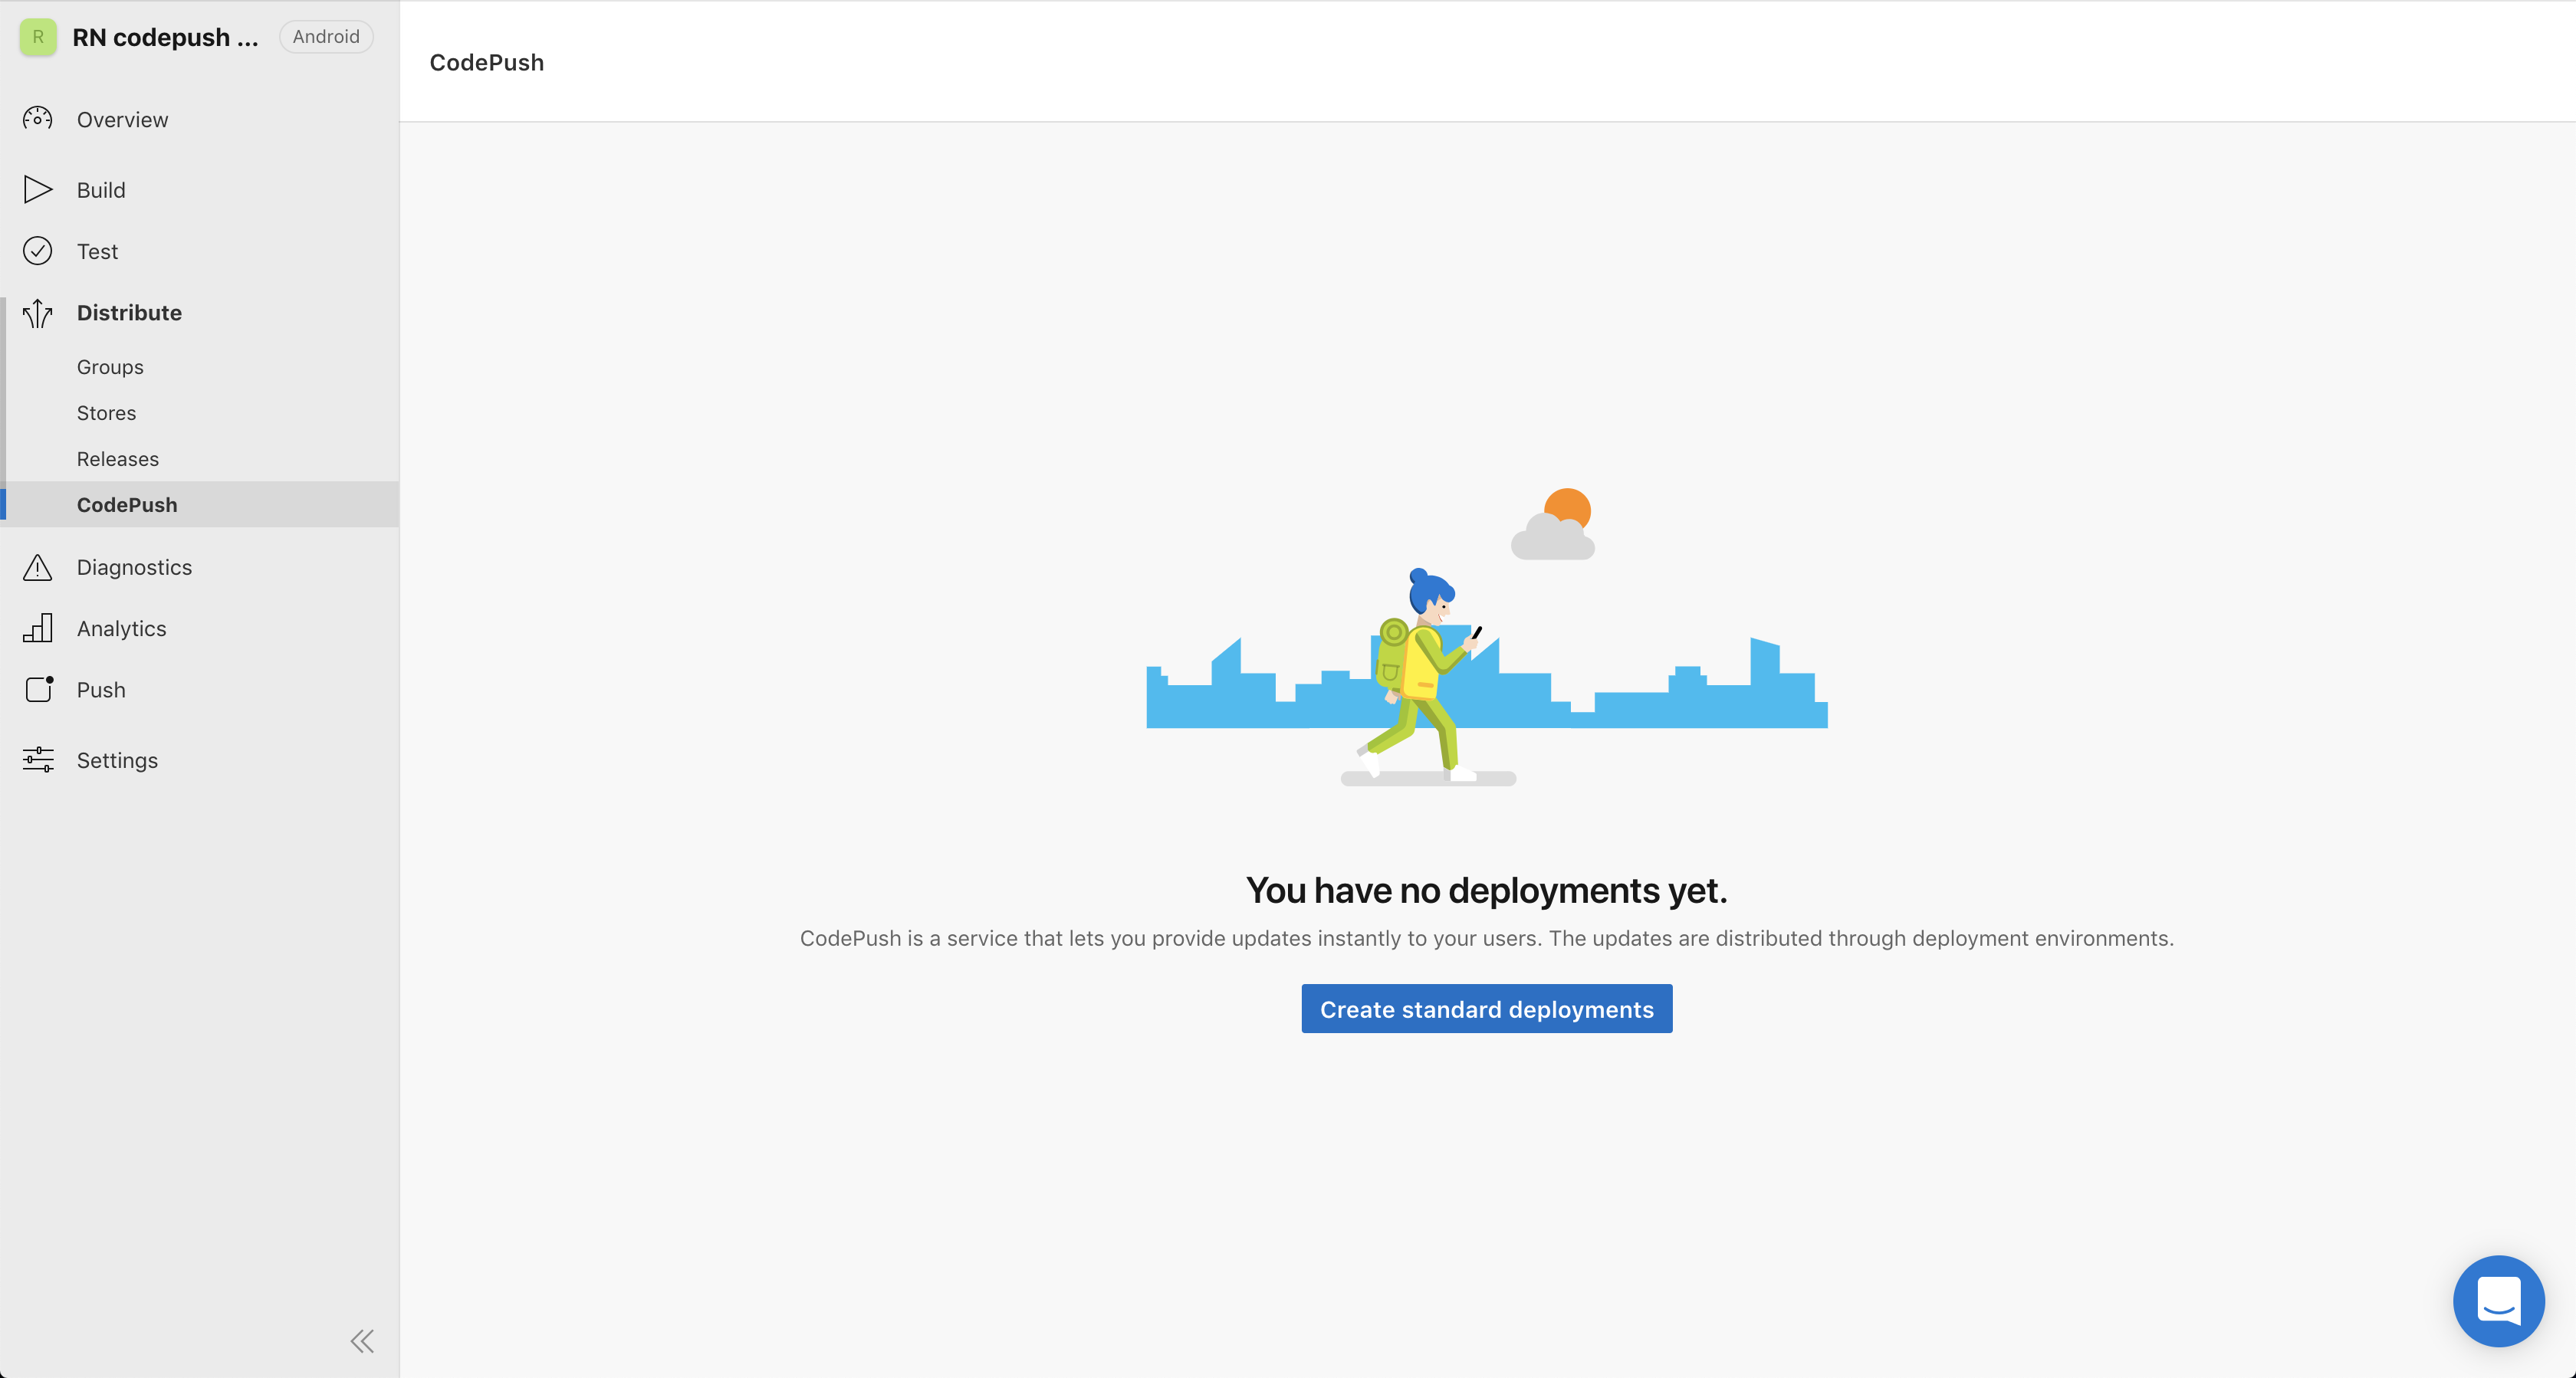 R
RN codepush ...
Android
Overview
Build
Test
Distribute
Groups
Stores
Releases
CodePush
Diagnostics
Analytics
Push
Settings
CodePush
You have no deployments yet.
CodePush is a service that lets you provide updates instantly to your users. The updates are distributed through deployment environments.
Create standard deployments